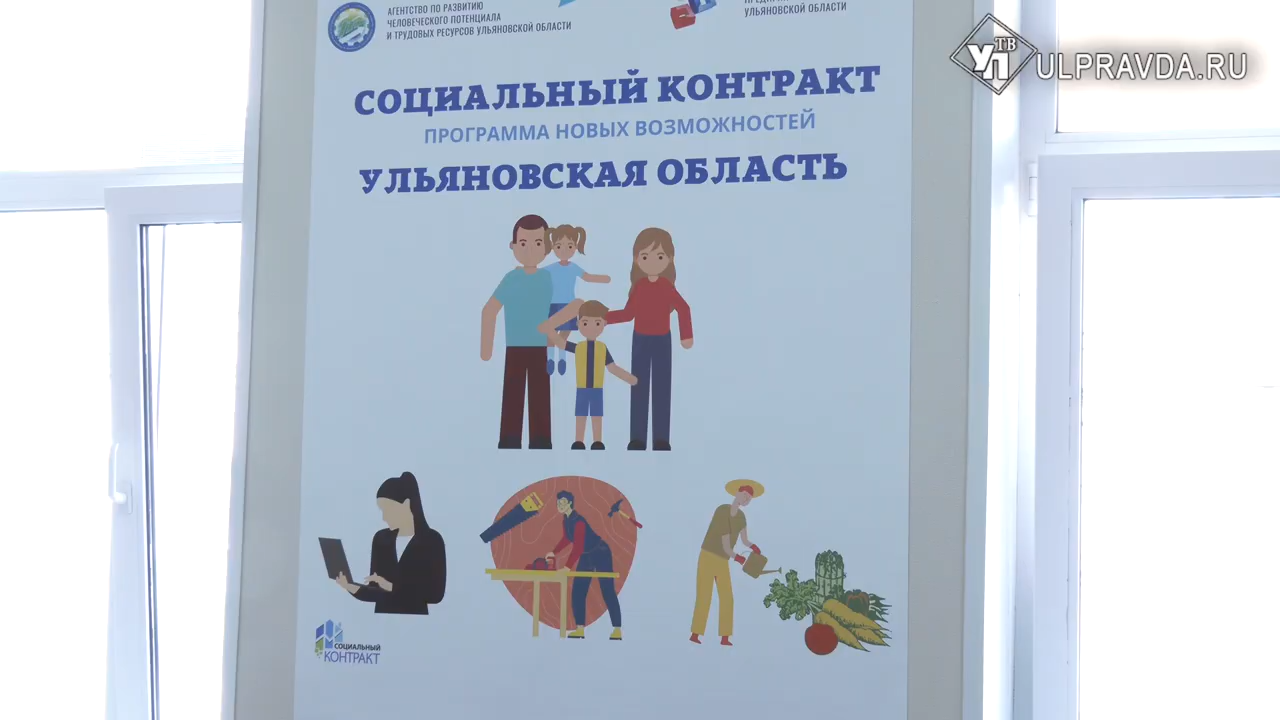 АГЕНТСТВО ПО РАЗВИТИЮ
ЧЕЛОВЕЧЕСКОГО ПОТЕНЦИАЛА
И ТРУДОВЫХ РЕСУРСОВ УЛЬЯНОВСКОЙ ОБЛАСТИ
УЛЬЯНОВСКОЙ ОБЛАСТИ
УП ТВ
ULPRAVDA.RU
СОЦИАЛЬНЫЙ КОНТРАКТ
ПРОГРАММА НОВЫХ ВОЗМОЖНОСТЕЙ
УЛЬЯНОВСКАЯ ОБЛАСТЬ
СОЦИАЛЬНЫЙ
КОНТРАКТ